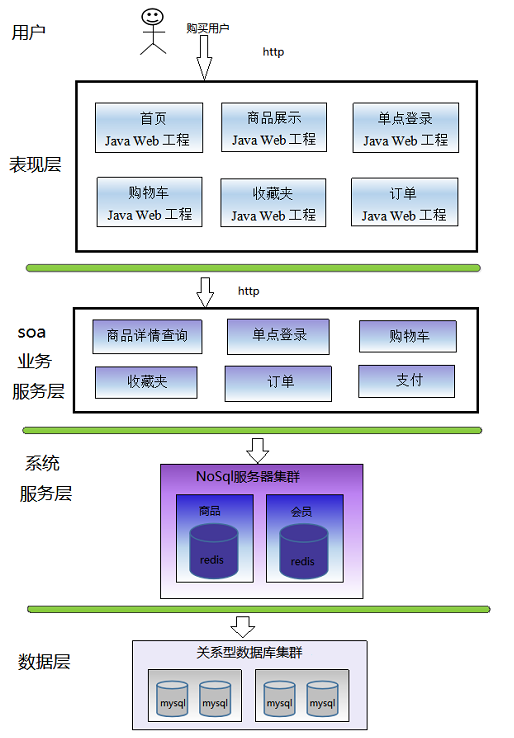 用户
购买用户
http
表现层
首页
Java Web 工程
商品展示
Java Web 工程
单点登录
Java Web 工程
购物车
Java Web 工程
收藏夹
Java Web 工程
订单
Java Web 工程
http
soa
业务
服务层
商品详情查询
单点登录
购物车
收藏夹
订单
支付
系统
服务层
NoSql服务器集群
商品
redis
会员
redis
数据层
关系型数据库集群
mysql
mysql
mysql
mysql